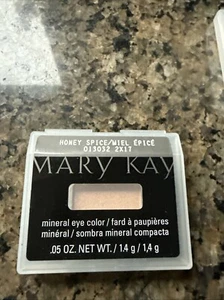 HONEY SPICE/MIEL ÉPICÉ
013032 2X17
MARY KAY
mineral eye color / fard à paupières
minéral / sombra mineral compacta
.05 OZ. NET WT. / 1.4 g / 1,4 g